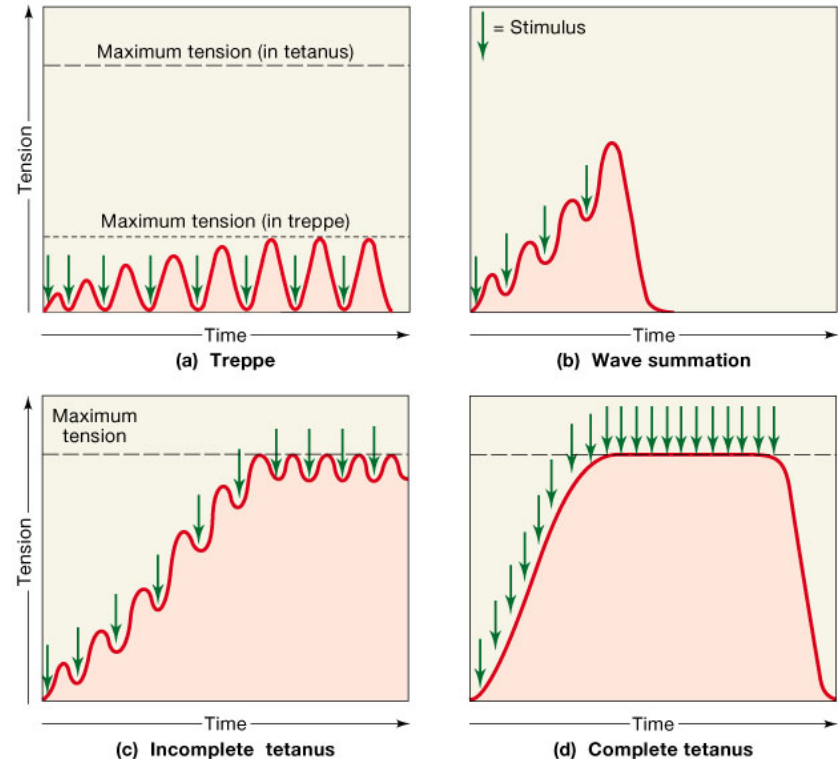 Maximum tension (in tetanus)
Maximum tension (in treppe)
Tension
Time
(a) Treppe
= Stimulus
Time
(b) Wave summation
Maximum
tension
Tension
Time
(c) Incomplete tetanus
Time
(d) Complete tetanus